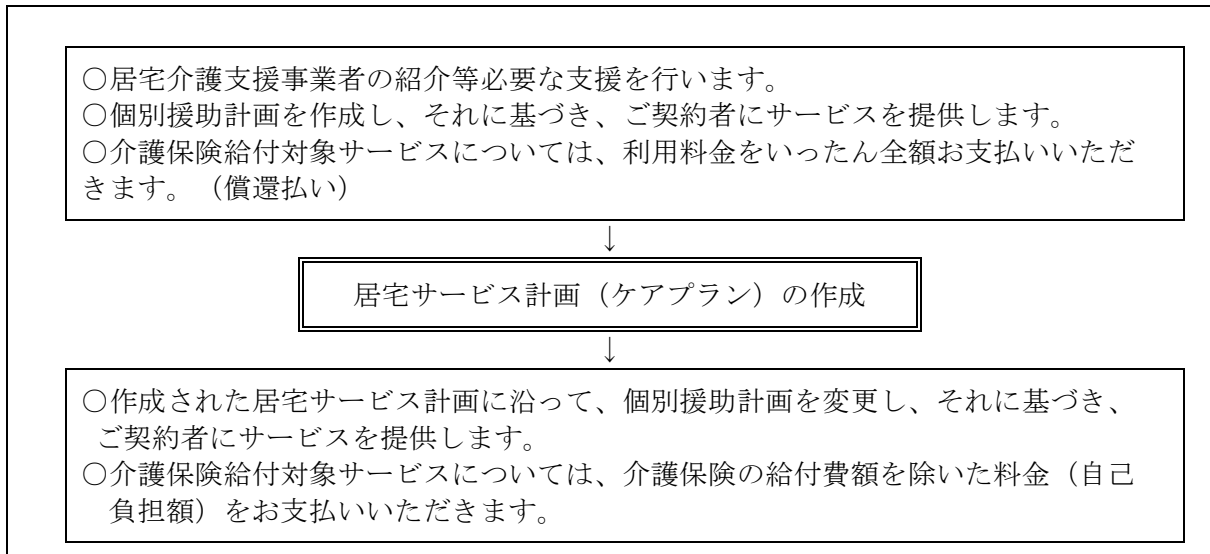 ○居宅介護支援事業者の紹介等必要な支援を行います。
○個別援助計画を作成し、それに基づき、ご契約者にサービスを提供します。
○介護保険給付対象サービスについては、利用料金をいったん全額お支払いいただ
きます。（償還払い）
↓
居宅サービス計画（ケアプラン）の作成
↓
○作成された居宅サービス計画に沿って、個別援助計画を変更し、それに基づき、
ご契約者にサービスを提供します。
○介護保険給付対象サービスについては、介護保険の給付費額を除いた料金（自己
負担額）をお支払いいただきます。